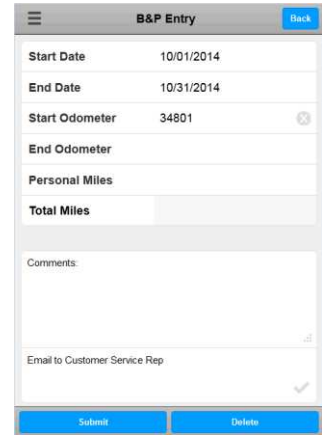 B&P Entry Back
Start Date 10/01/2014
End Date 10/31/2014
Start Odometer 34801
End Odometer
Personal Miles
Total Miles
Comments:
Email to Customer Service Rep
Submit Delete